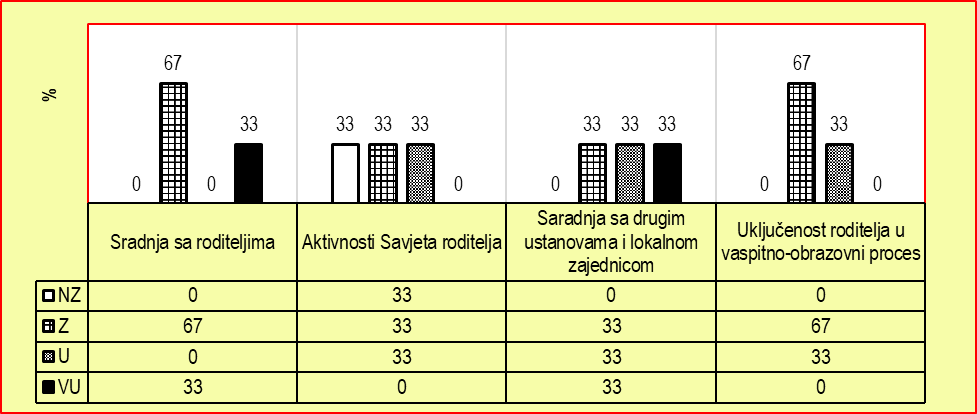 67
67
33
33
33
33
33
33
33
33
0
0
0
0
0
0
%
Sradnja sa roditeljima
Aktivnosti Savjeta roditelja
Saradnja sa drugim
ustanovama i lokalnom
zajednicom
Uključenost roditelja u
vaspitno-obrazovni proces
NZ 0 33 0 0
Z 67 33 33 67
U 0 33 33 33
VU 33 0 33 0